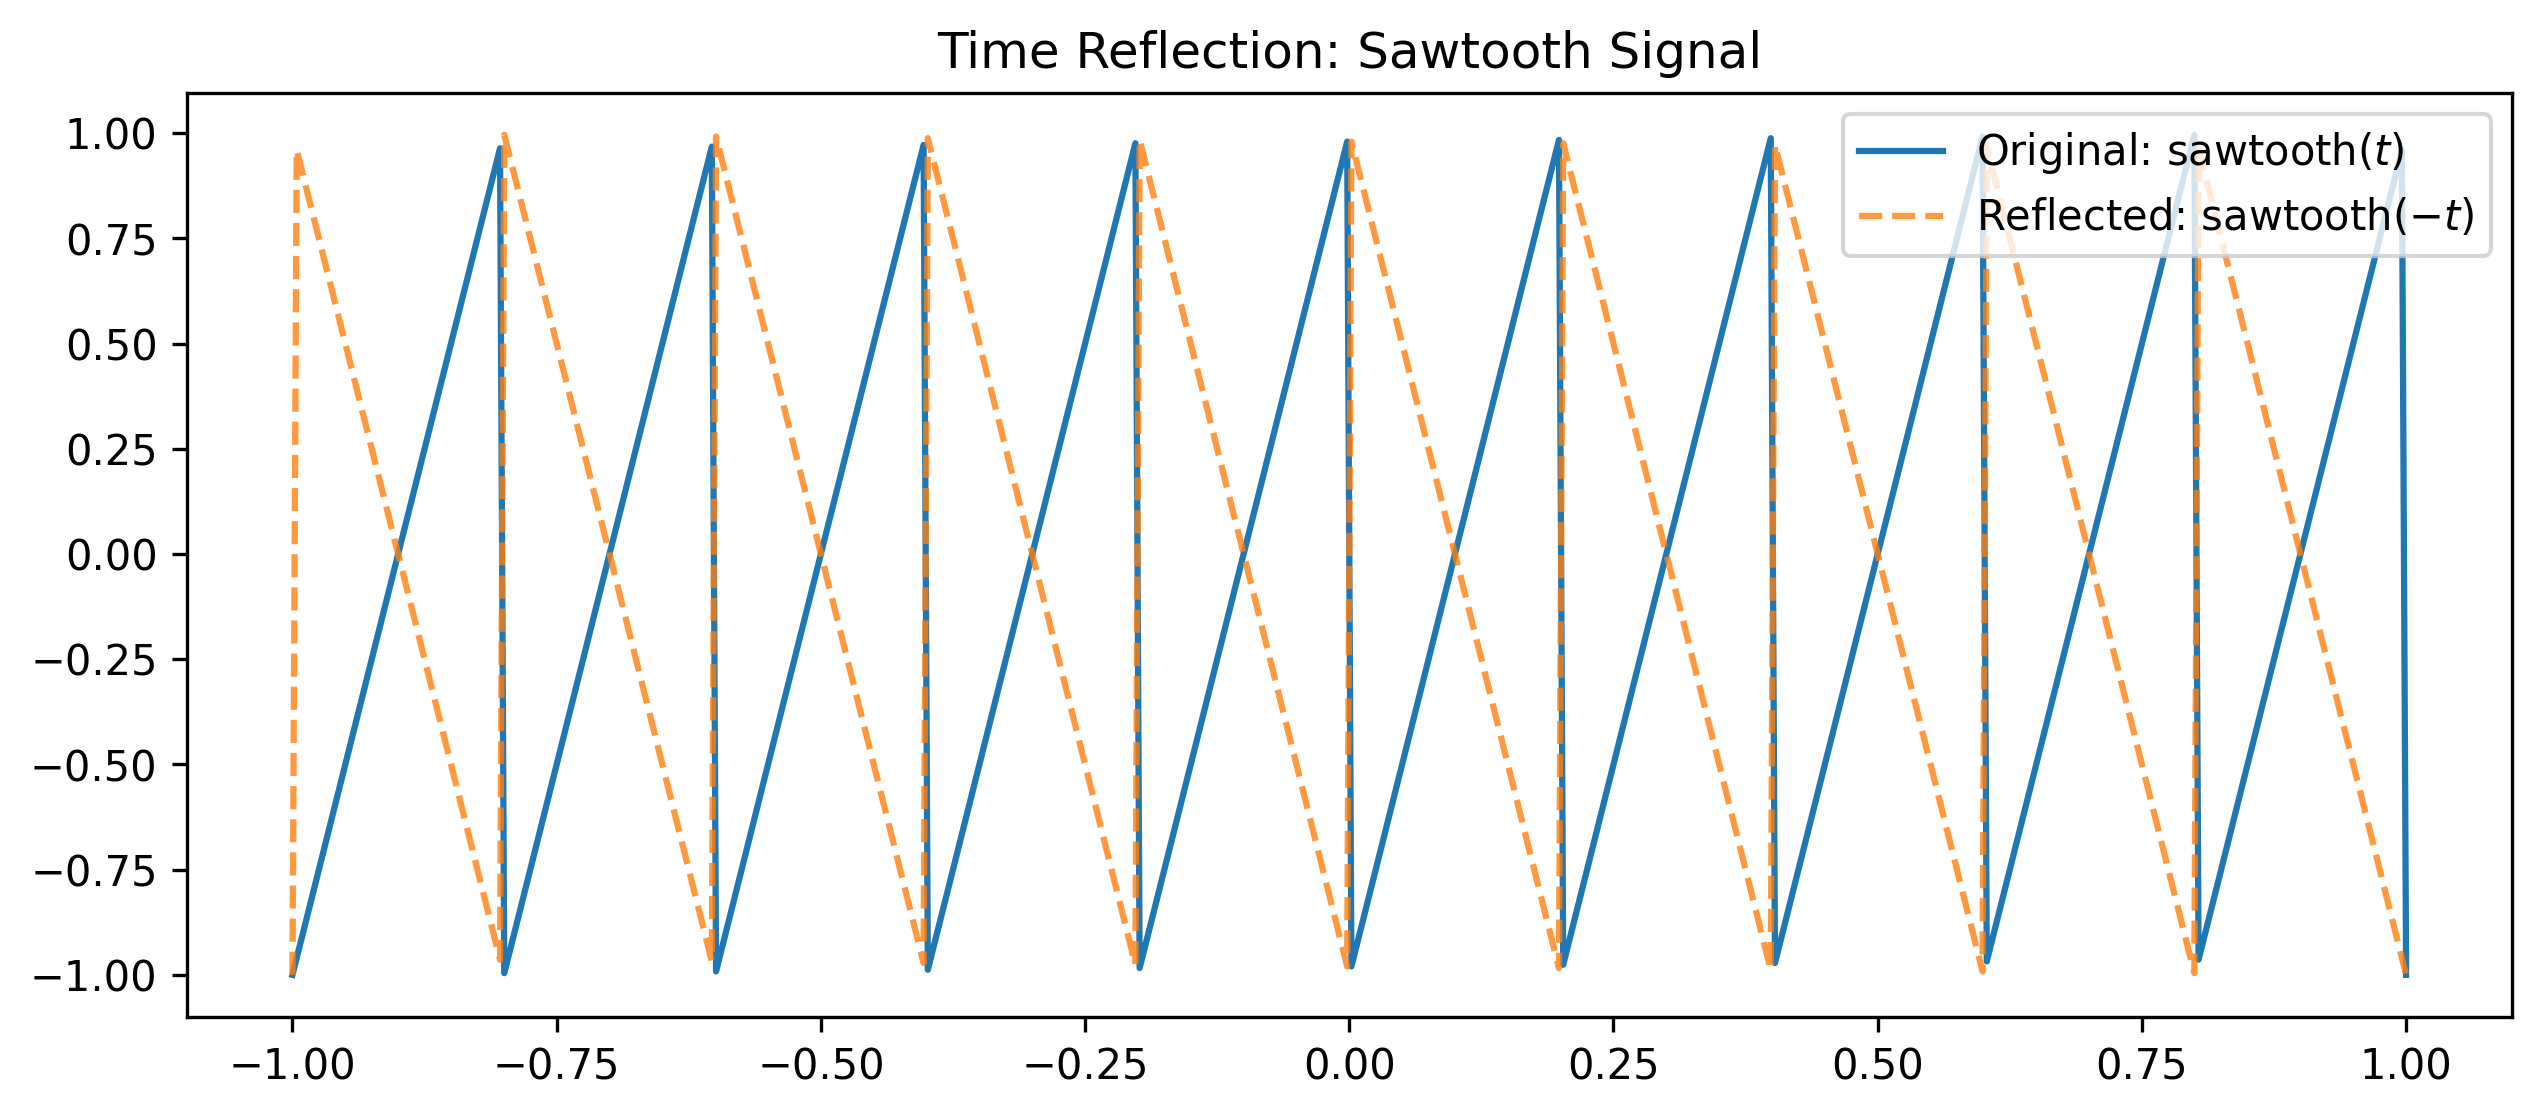 Time Reflection: Sawtooth Signal
Original: sawtooth(t)
Reflected: sawtooth(−t)
1.00
0.75
0.50
0.25
0.00
−0.25
−0.50
−0.75
−1.00
−1.00 −0.75 −0.50 −0.25 0.00 0.25 0.50 0.75 1.00